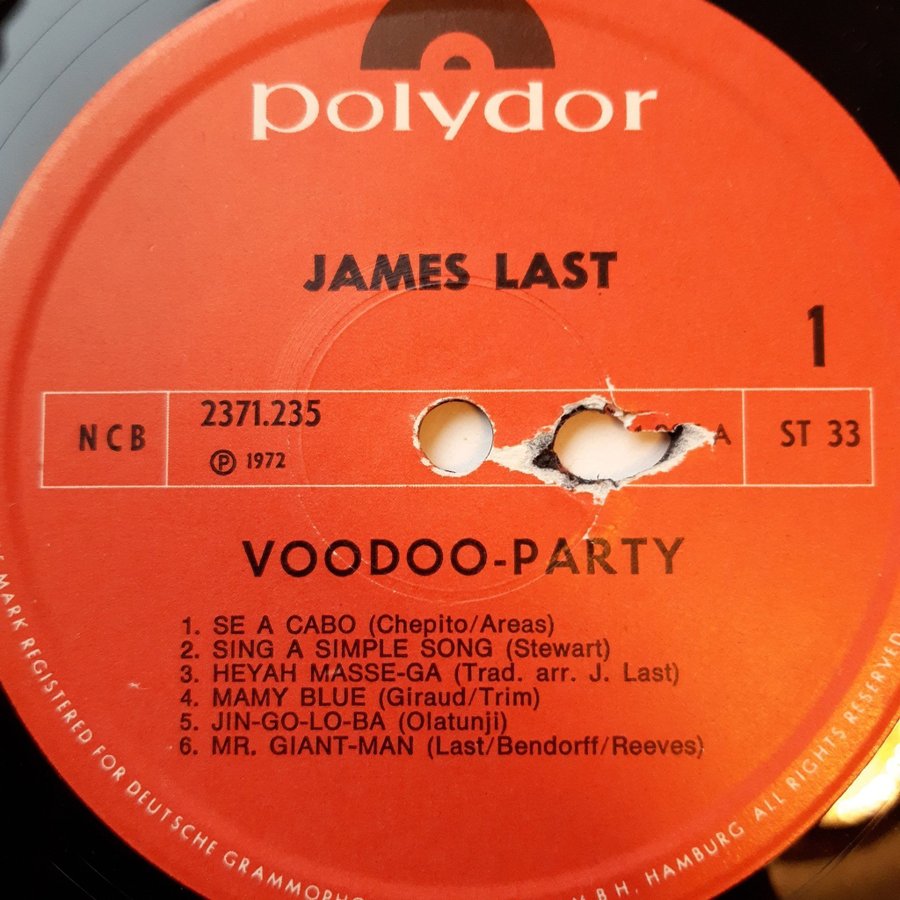 polydor
JAMES LAST
1
NCB
2371.235
Ⓟ 1972
A
ST 33
VOODOO-PARTY
1. SE A CABO (Chepito/Areas)
2. SING A SIMPLE SONG (Stewart)
3. HEYAH MASSE-GA (Trad. arr. J. Last)
4. MAMY BLUE (Giraud/Trim)
5. JIN-GO-LO-BA (Olatunji)
6. MR. GIANT-MAN (Last/Bendorff/Reeves)
MARK REGISTERED FOR DEUTSCHE HAMBURG ALL RIGHTS RESERVED